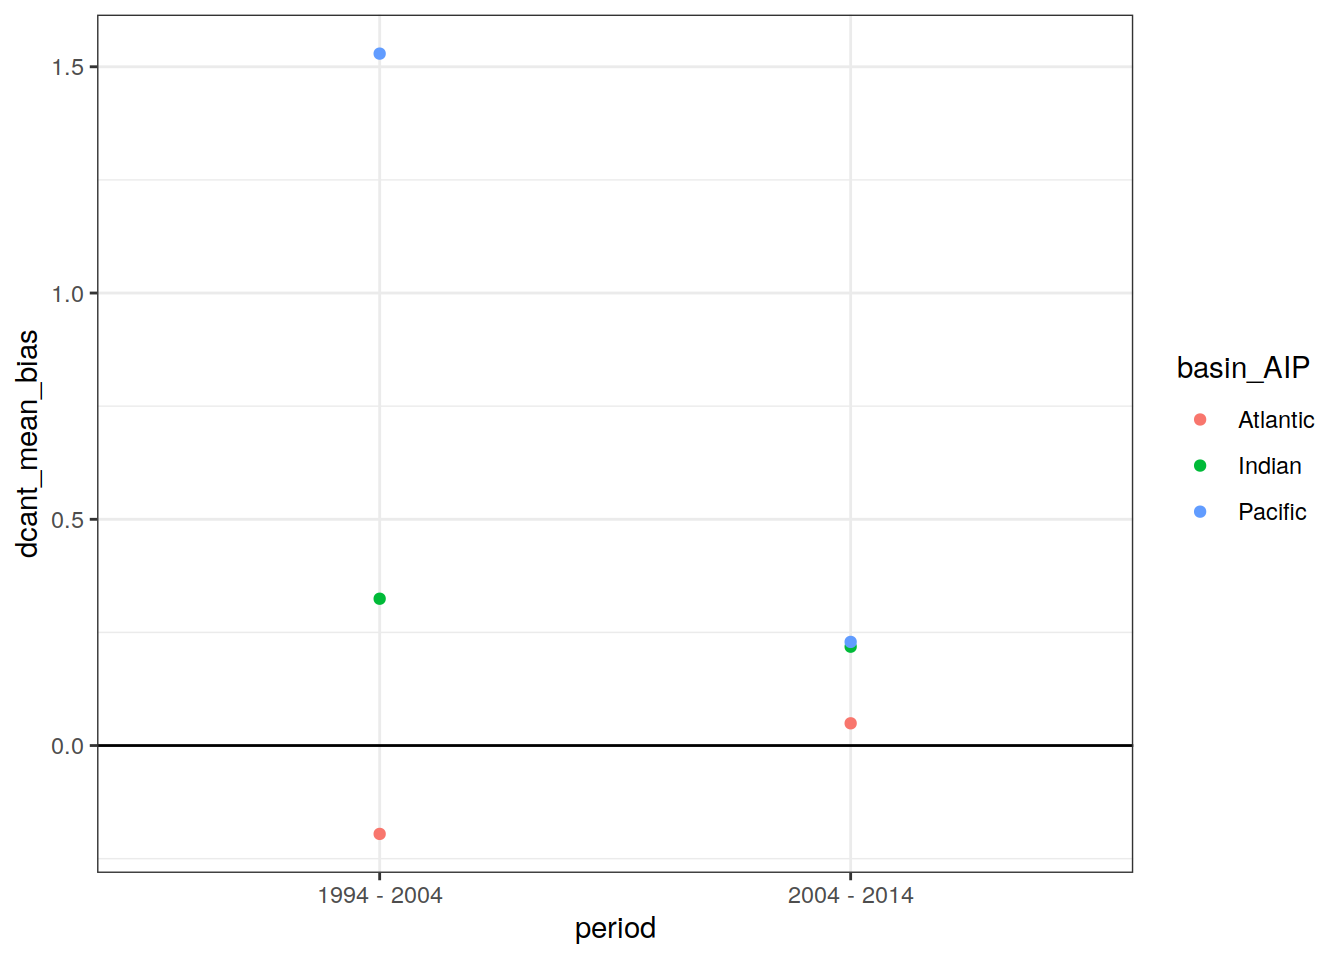 1.5
1.0
0.5
0.0
dcant_mean_bias
1994 - 2004
2004 - 2014
period
basin_AIP
Atlantic
Indian
Pacific